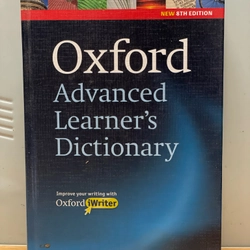 NEW 8TH EDITION
Oxford
Advanced
Learner's
Dictionary
Improve your writing with
Oxford iWriter